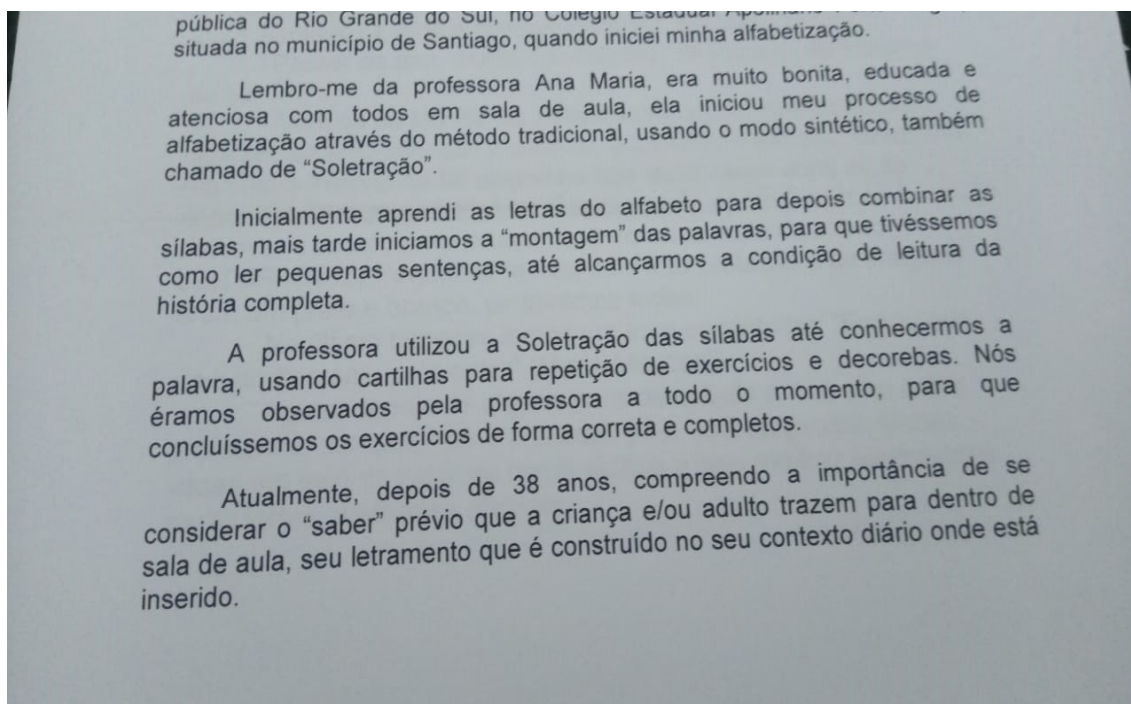 pública do Rio Grande do Sul, no Colégio Estadual
situada no município de Santiago, quando iniciei minha alfabetização.
Lembro-me da professora Ana Maria, era muito bonita, educada e
atenciosa com todos em sala de aula, ela iniciou meu processo de
alfabetização através do método tradicional, usando o modo sintético, também
chamado de “Soletração”.
Inicialmente aprendi as letras do alfabeto para depois combinar as
sílabas, mais tarde iniciamos a “montagem” das palavras, para que tivéssemos
como ler pequenas sentenças, até alcançarmos a condição de leitura da
história completa.
A professora utilizou a Soletração das sílabas até conhecermos a
palavra, usando cartilhas para repetição de exercícios e decorebas. Nós
éramos observados pela professora a todo o momento, para que
concluíssemos os exercícios de forma correta e completos.
Atualmente, depois de 38 anos, compreendo a importância de se
considerar o “saber” prévio que a criança e/ou adulto trazem para dentro de
sala de aula, seu letramento que é construído no seu contexto diário onde está
inserido.